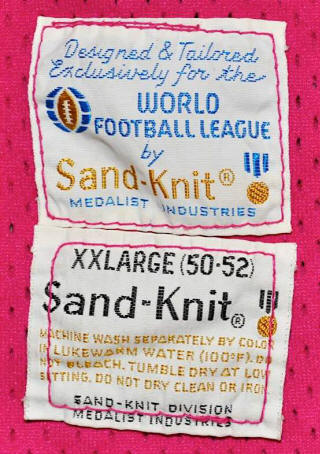 Designed & Tailored
Exclusively for the
WORLD
FOOTBALL LEAGUE
by
Sand-Knit®
MEDALIST INDUSTRIES
XXLARGE (50-52)
Sand-Knit®
MACHINE WASH SEPARATELY BY COLOR
IN LUKEWARM WATER (100°F). DO
NOT BLEACH. TUMBLE DRY AT LOW
SETTING. DO NOT DRY CLEAN OR IRON
SAND-KNIT DIVISION
MEDALIST INDUSTRIES